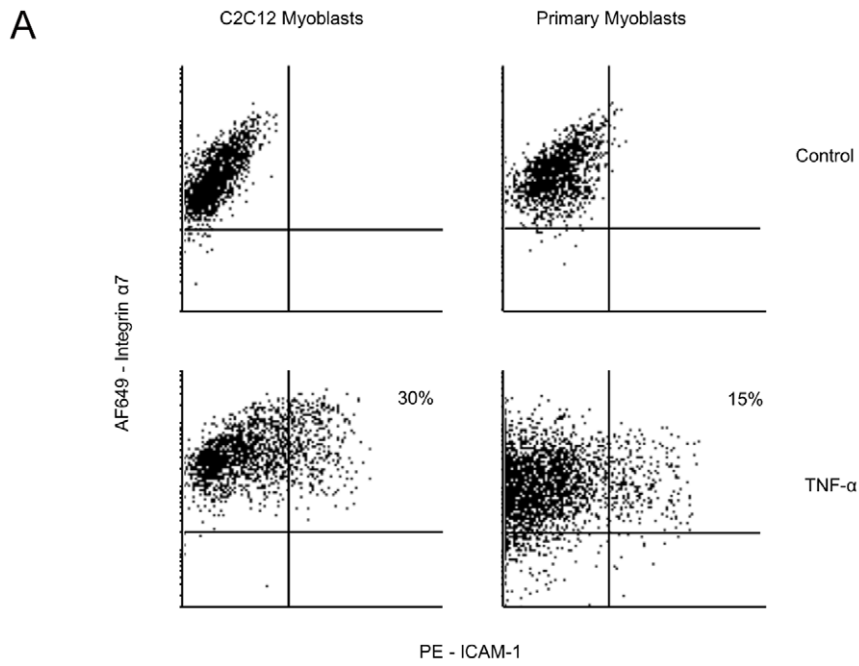 A
C2C12 Myoblasts
Primary Myoblasts
Control
AF649 - Integrin α7
30%
15%
TNF-α
PE - ICAM-1